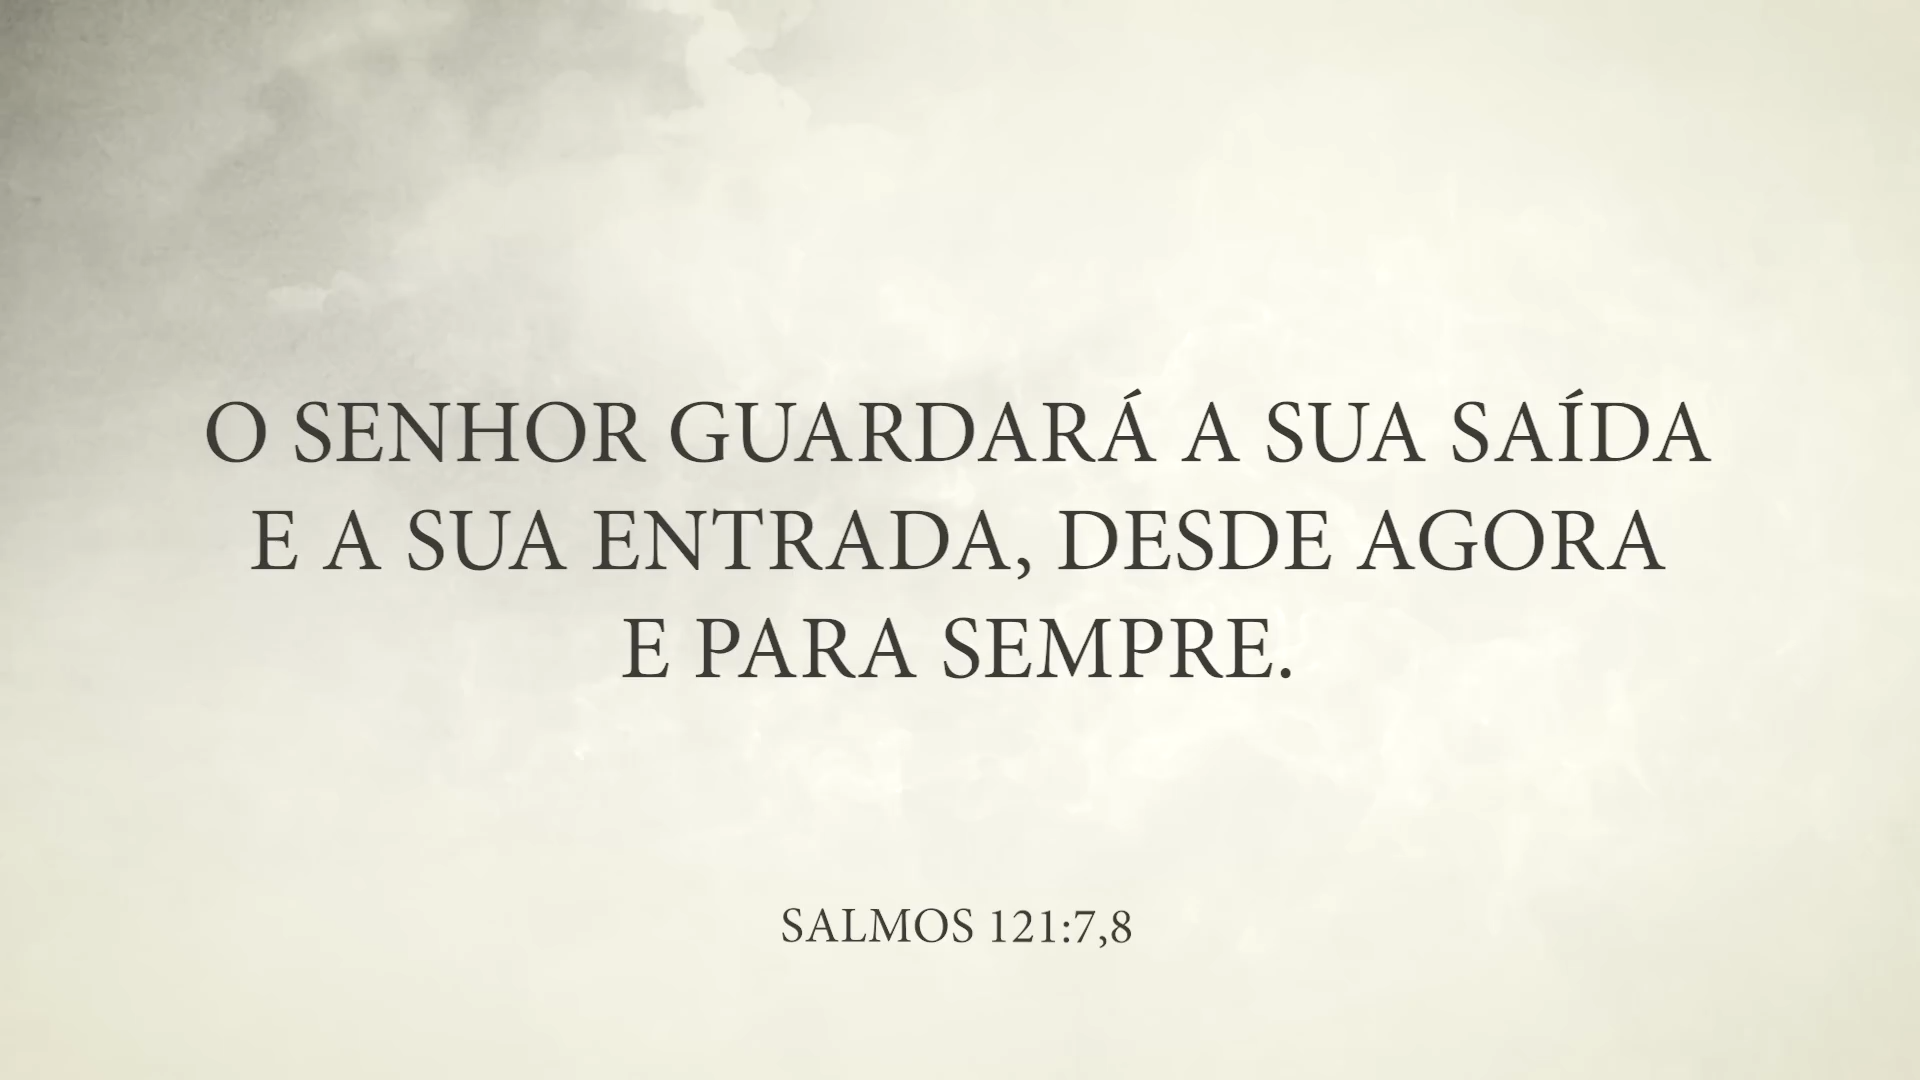 O SENHOR GUARDARÁ A SUA SAÍDA
E A SUA ENTRADA, DESDE AGORA
E PARA SEMPRE.
SALMOS 121:7,8